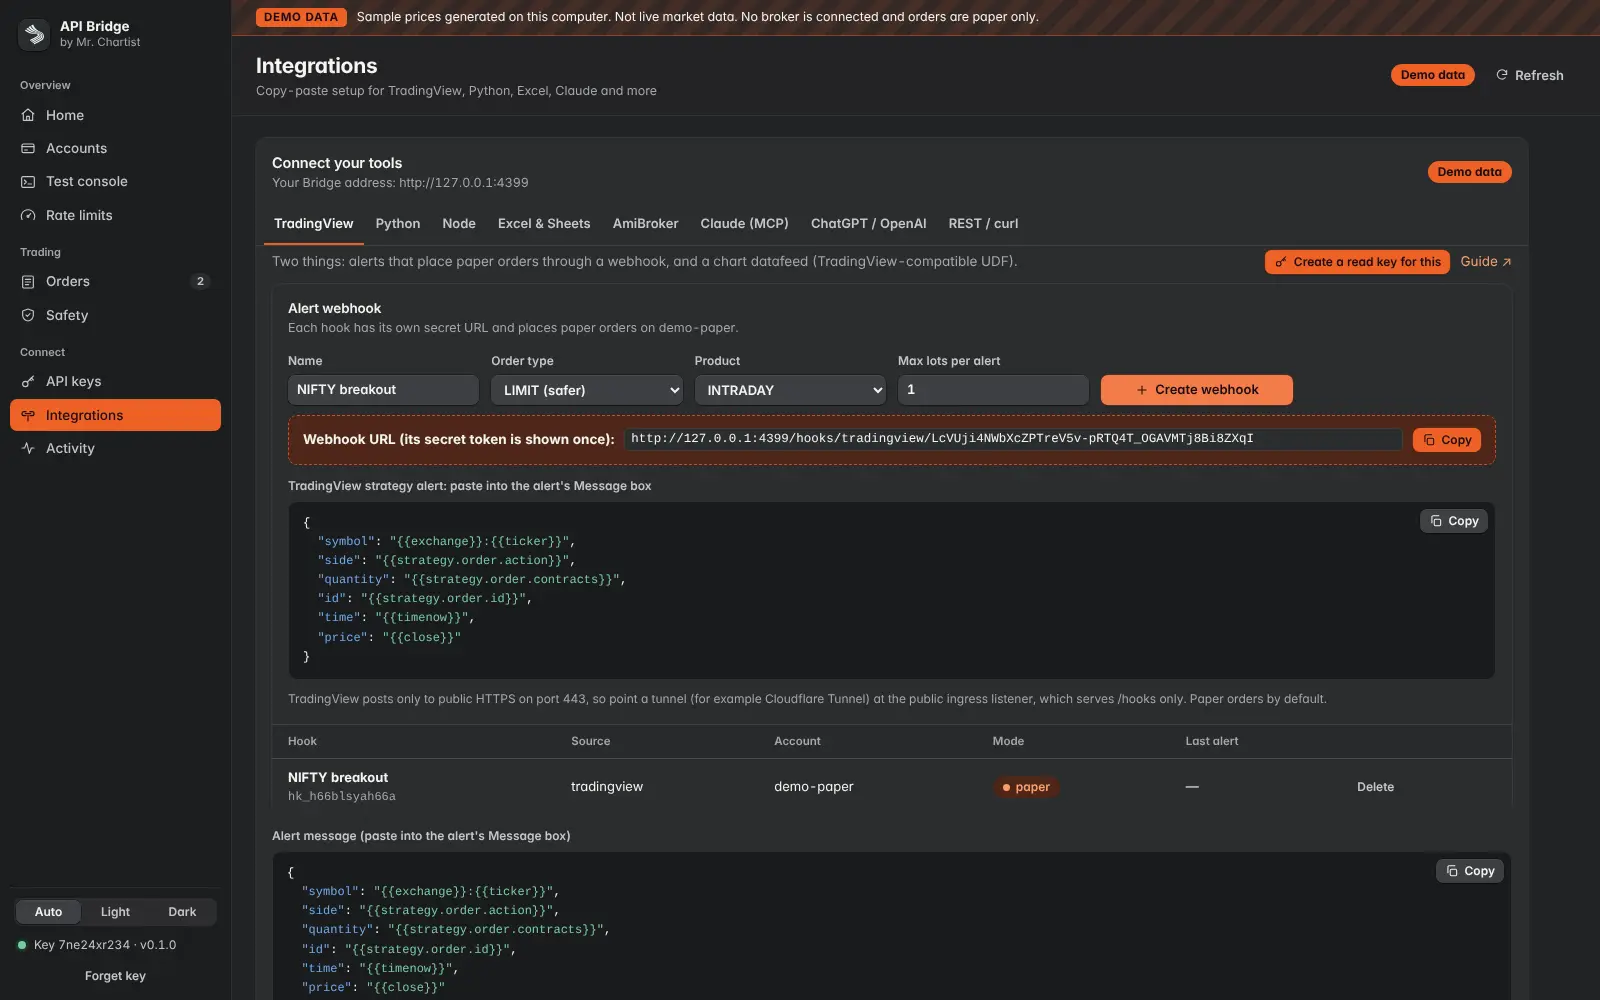 API Bridge
by Mr. Chartist
Overview
Home
Accounts
Test console
Rate limits
Trading
Orders 2
Safety
Connect
API keys
Integrations
Activity
Auto Light Dark
Key 7ne24xr234 · v0.1.0
Forget key
DEMO DATA Sample prices generated on this computer. Not live market data. No broker is connected and orders are paper only.
Integrations
Copy-paste setup for TradingView, Python, Excel, Claude and more
Demo data Refresh
Connect your tools
Your Bridge address: http://127.0.0.1:4399
Demo data
TradingView Python Node Excel & Sheets AmiBroker Claude (MCP) ChatGPT / OpenAI REST / curl
Two things: alerts that place paper orders through a webhook, and a chart datafeed (TradingView-compatible UDF).
Create a read key for this Guide ↗
Alert webhook
Each hook has its own secret URL and places paper orders on demo-paper.
Name Order type Product Max lots per alert
NIFTY breakout LIMIT (safer) INTRADAY 1 + Create webhook
Webhook URL (its secret token is shown once): http://127.0.0.1:4399/hooks/tradingview/LcVUji4NWbXcZPTreV5v-pRTQ4T_OGAVMTj8Bi8ZXqI Copy
TradingView strategy alert: paste into the alert's Message box
Copy
{
"symbol": "{{exchange}}:{{ticker}}",
"side": "{{strategy.order.action}}",
"quantity": "{{strategy.order.contracts}}",
"id": "{{strategy.order.id}}",
"time": "{{timenow}}",
"price": "{{close}}"
}
TradingView posts only to public HTTPS on port 443, so point a tunnel (for example Cloudflare Tunnel) at the public ingress listener, which serves /hooks only. Paper orders by default.
Hook Source Account Mode Last alert
NIFTY breakout
hk_h66blsyah66a
tradingview demo-paper paper — Delete
Alert message (paste into the alert's Message box)
Copy
{
"symbol": "{{exchange}}:{{ticker}}",
"side": "{{strategy.order.action}}",
"quantity": "{{strategy.order.contracts}}",
"id": "{{strategy.order.id}}",
"time": "{{timenow}}",
"price": "{{close}}"